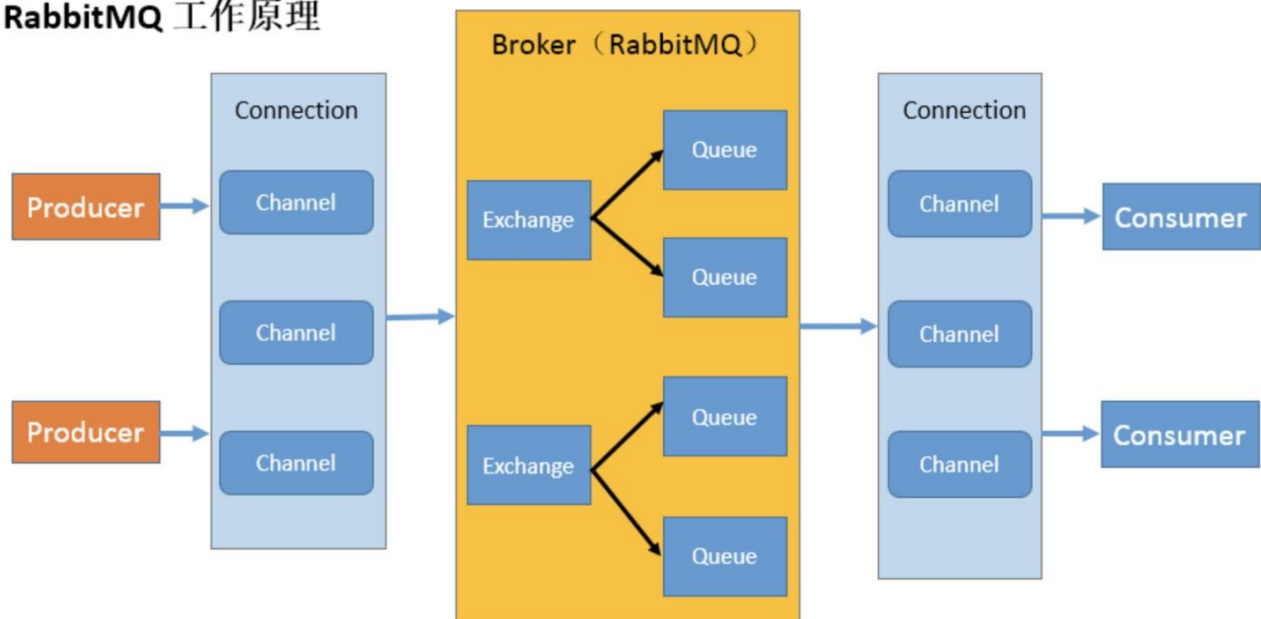 RabbitMQ 工作原理
Broker（RabbitMQ）
Connection
Connection
Producer
Channel
Exchange
Queue
Queue
Channel
Consumer
Channel
Channel
Producer
Channel
Exchange
Queue
Queue
Channel
Consumer